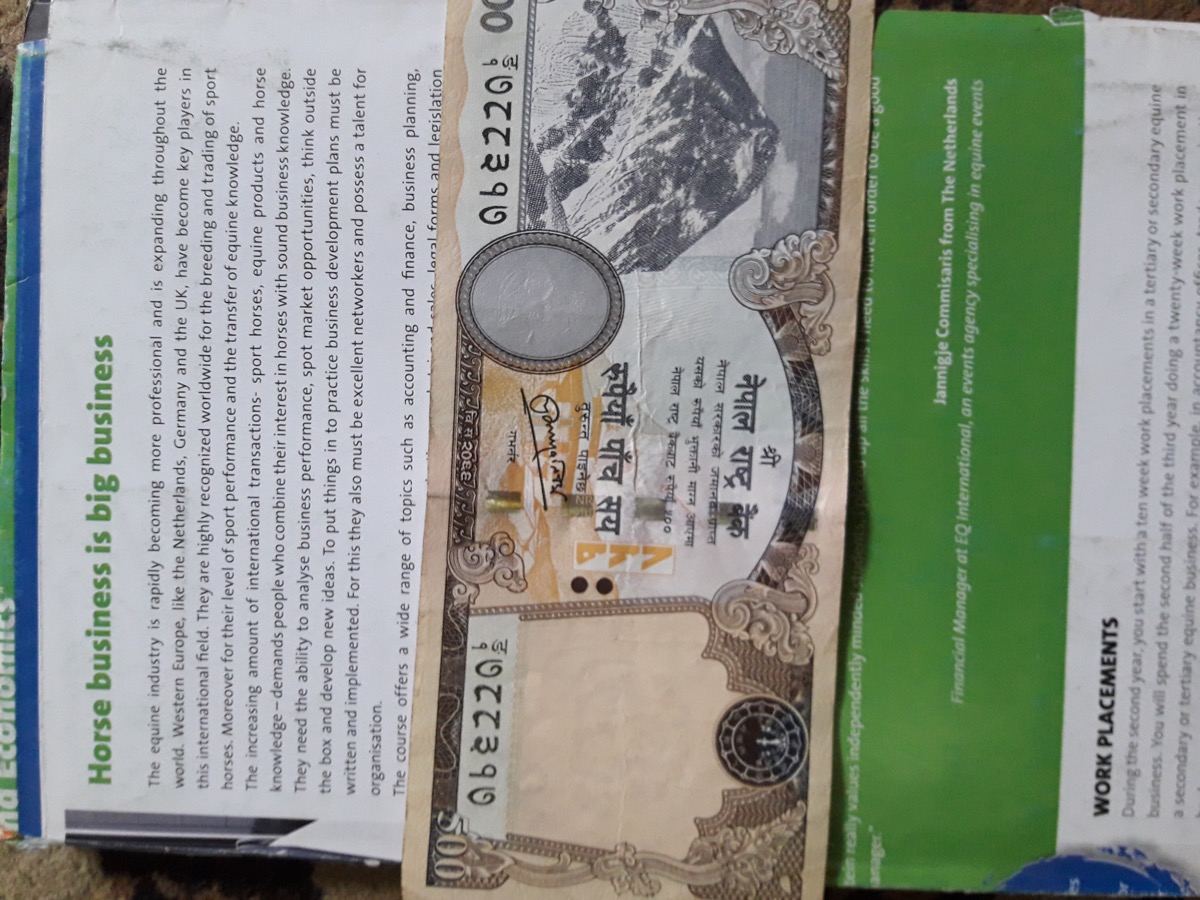 nd Economics
Horse business is big business
The equine industry is rapidly becoming more professional and is expanding throughout the
world. Western Europe, like the Netherlands, Germany and the UK, have become key players in
this international field. They are highly recognized worldwide for the breeding and trading of sport
horses. Moreover for their level of sport performance and the transfer of equine knowledge.
The increasing amount of international transactions- sport horses, equine products and horse
knowledge – demands people who combine their interest in horses with sound business knowledge.
They need the ability to analyse business performance, spot market opportunities, think outside
the box and develop new ideas. To put things in to practice business development plans must be
written and implemented. For this they also must be excellent networkers and possess a talent for
organisation.
The course offers a wide range of topics such as accounting and finance, business planning,
sales, legal forms and legislation
श्री
नेपाल राष्ट्र बैंक
रुपैयाँ पाँच सय
गभर्नर
500
tein really values independently minded students, I picked up all the skills I need to have in order to be a good
anager."
Jannigje Commisaris from The Netherlands
Financial Manager at EQ International, an events agency specialising in equine events
WORK PLACEMENTS
During the second year, you start with a ten week work placements in a tertiary or secondary equine
business. You will spend the second half of the third year doing a twenty-week work placement in
a secondary or tertiary equine business. For example, in accountancy offices,